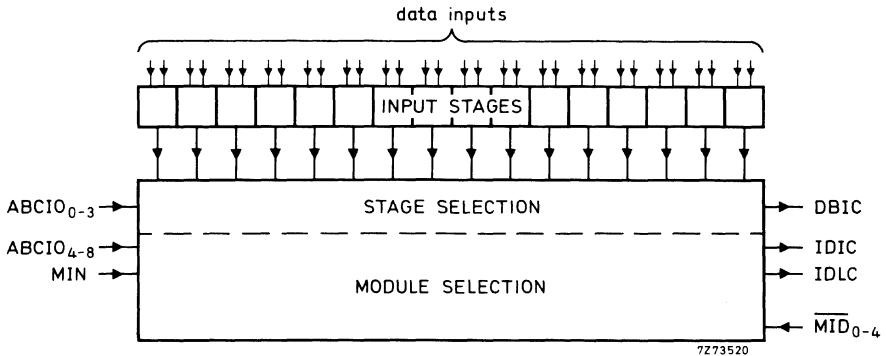 data inputs
INPUT STAGES
ABCIO0-3
STAGE SELECTION
DBIC
ABCIO4-8
IDIC
MIN
IDLC
MODULE SELECTION
MID0-4
7Z73520